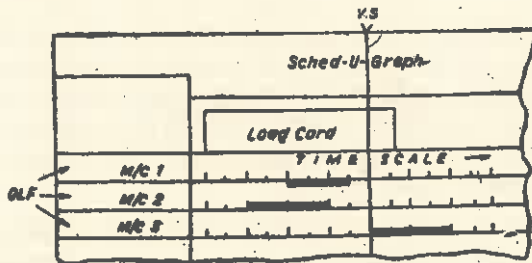 V.S
Sched-U-Graph
Load Card
TIME SCALE
M/C 1
OLF
M/C 2
M/C 3